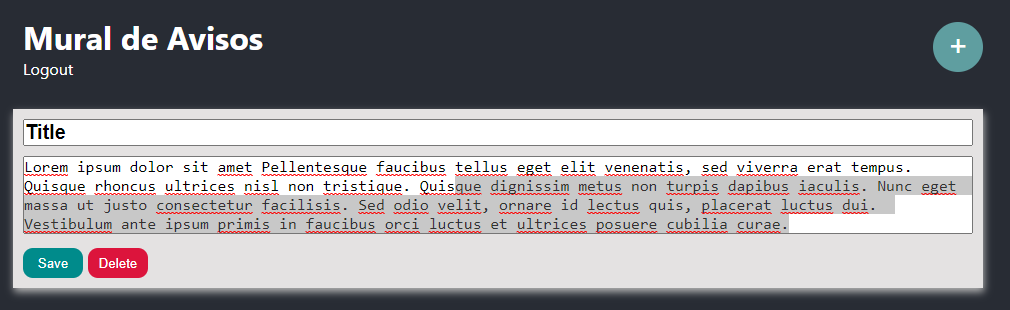 Mural de Avisos
Logout
+
Title
Lorem ipsum dolor sit amet Pellentesque faucibus tellus eget elit venenatis, sed viverra erat tempus.
Quisque rhoncus ultrices nisl non tristique. Quisque dignissim metus non turpis dapibus iaculis. Nunc eget
massa ut justo consectetur facilisis. Sed odio velit, ornare id lectus quis, placerat luctus dui.
Vestibulum ante ipsum primis in faucibus orci luctus et ultrices posuere cubilia curae.
Save Delete